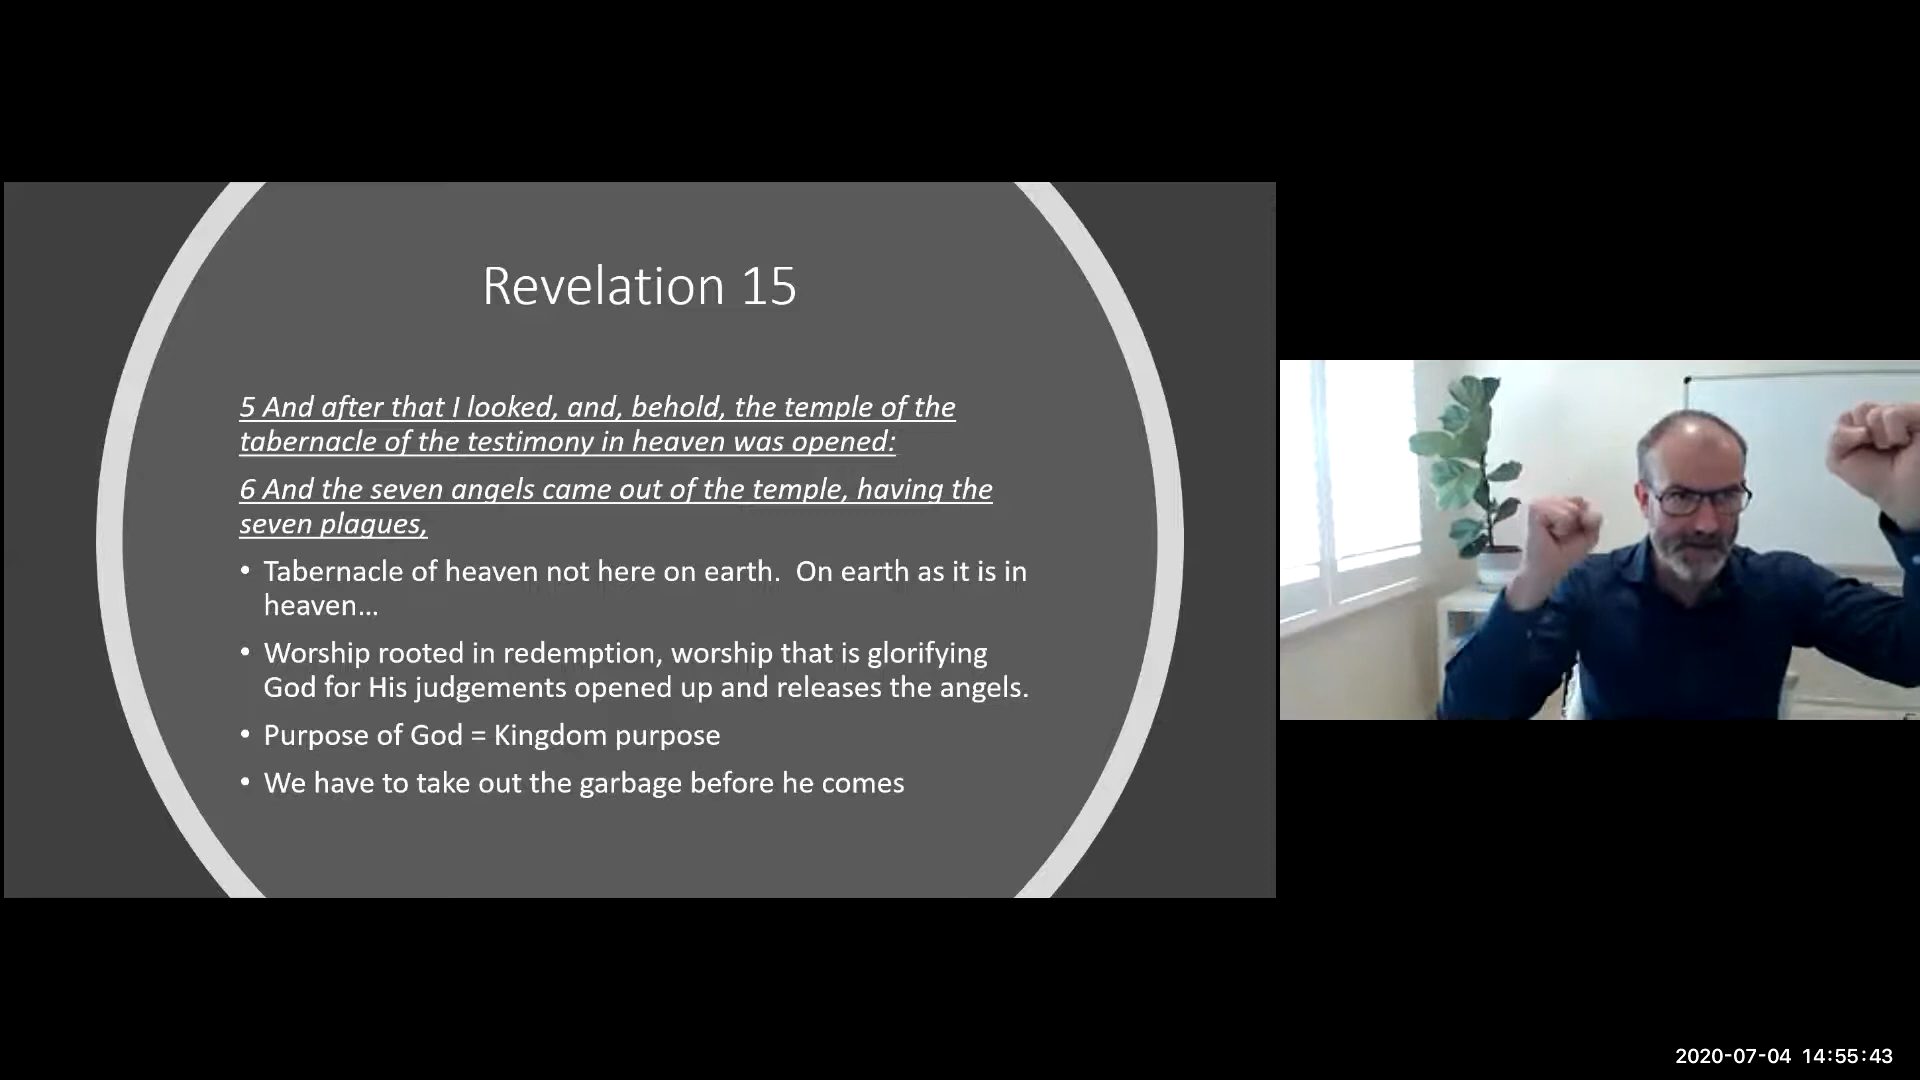 Revelation 15
5 And after that I looked, and, behold, the temple of the
tabernacle of the testimony in heaven was opened:
6 And the seven angels came out of the temple, having the
seven plagues,
• Tabernacle of heaven not here on earth.  On earth as it is in
heaven...
• Worship rooted in redemption, worship that is glorifying
God for His judgements opened up and releases the angels.
• Purpose of God = Kingdom purpose
• We have to take out the garbage before he comes
2020-07-04 14:55:43